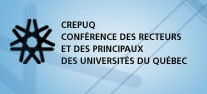 CREPUQ
CONFÉRENCE DES RECTEURS
ET DES PRINCIPAUX
DES UNIVERSITÉS DU QUÉBEC